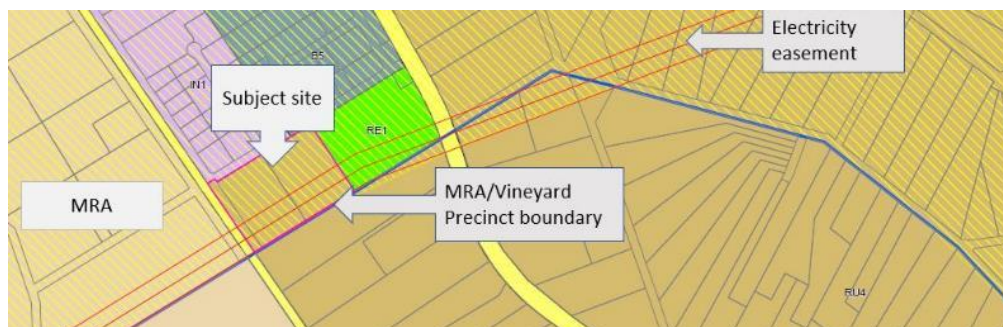 Electricity
easement
B5
IN1
Subject site
RE1
MRA
MRA/Vineyard
Precinct boundary
RU4